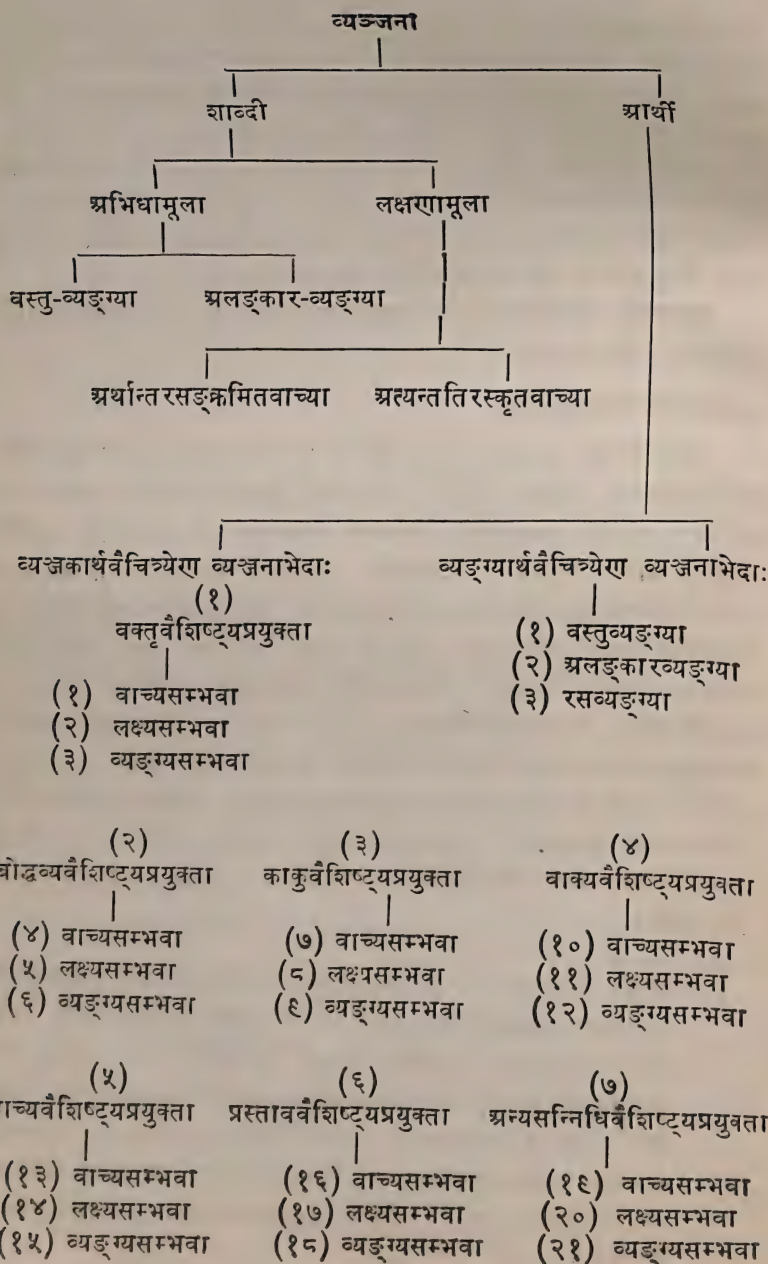 व्यञ्जना
शाब्दी आर्थी
अभिधामूला लक्षणामूला
वस्तु-व्यङ्ग्या अलङ्कार-व्यङ्ग्या
अर्थान्तरसङ्क्रमितवाच्या अत्यन्ततिरस्कृतवाच्या
व्यञ्जकार्थवैचित्र्येण व्यञ्जनाभेदाः
(१)
वक्तृवैशिष्ट्यप्रयुक्ता
(१) वाच्यसम्भवा
(२) लक्ष्यसम्भवा
(३) व्यङ्ग्यसम्भवा
व्यङ्ग्यार्थवैचित्र्येण व्यञ्जनाभेदाः
(१) वस्तुव्यङ्ग्या
(२) अलङ्कारव्यङ्ग्या
(३) रसव्यङ्ग्या
(२)
बोद्धव्यवैशिष्ट्यप्रयुक्ता
(४) वाच्यसम्भवा
(५) लक्ष्यसम्भवा
(६) व्यङ्ग्यसम्भवा
(३)
काकुवैशिष्ट्यप्रयुक्ता
(७) वाच्यसम्भवा
(८) लक्ष्यसम्भवा
(९) व्यङ्ग्यसम्भवा
(४)
वाक्यवैशिष्ट्यप्रयुक्ता
(१०) वाच्यसम्भवा
(११) लक्ष्यसम्भवा
(१२) व्यङ्ग्यसम्भवा
(५)
वाच्यवैशिष्ट्यप्रयुक्ता
(१३) वाच्यसम्भवा
(१४) लक्ष्यसम्भवा
(१५) व्यङ्ग्यसम्भवा
(६)
प्रस्ताववैशिष्ट्यप्रयुक्ता
(१६) वाच्यसम्भवा
(१७) लक्ष्यसम्भवा
(१८) व्यङ्ग्यसम्भवा
(७)
अन्यसन्निधिवैशिष्ट्यप्रयुक्ता
(१९) वाच्यसम्भवा
(२०) लक्ष्यसम्भवा
(२१) व्यङ्ग्यसम्भवा